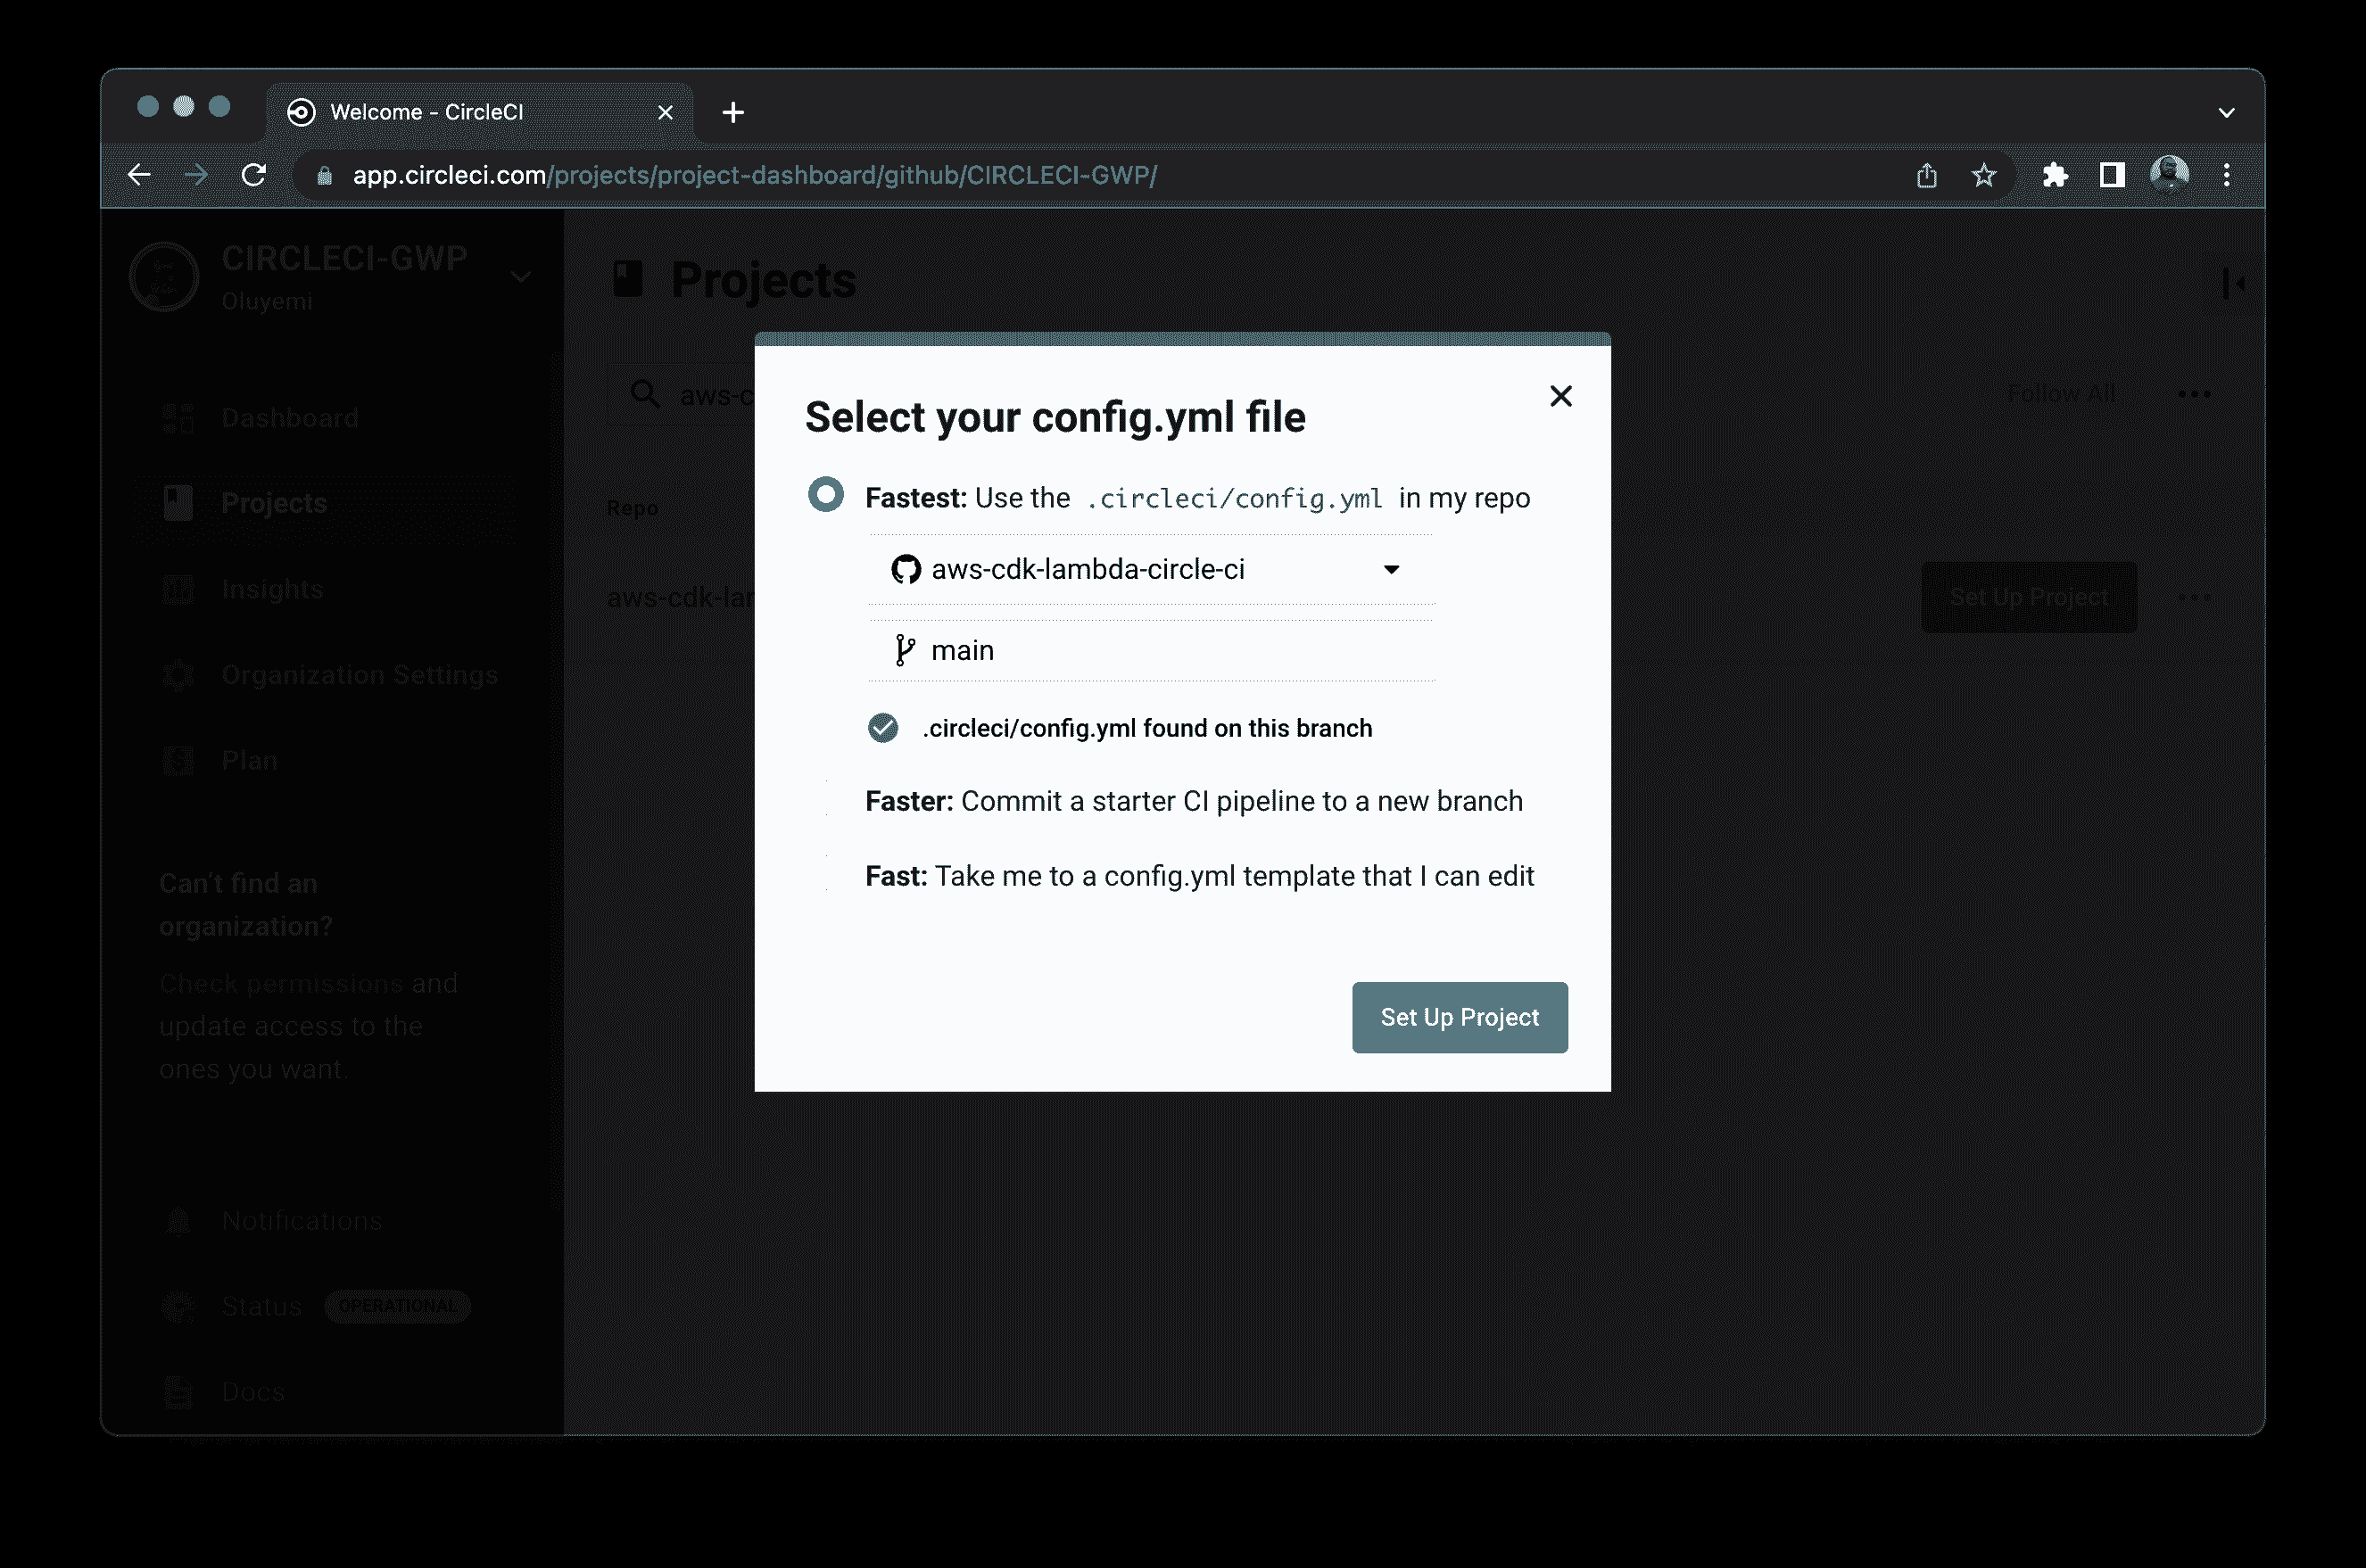 Welcome - CircleCI
app.circleci.com/projects/project-dashboard/github/CIRCLECI-GWP/
CIRCLECI-GWP
Oluyemi
Dashboard
Projects
Insights
Organization Settings
Plan
Can't find an
organization?
Check permissions and
update access to the
ones you want.
Notifications
Status OPERATIONAL
Docs
Projects
aws-c
Follow All
Repo
aws-cdk-lar
Set Up Project
Select your config.yml file
Fastest: Use the .circleci/config.yml in my repo
aws-cdk-lambda-circle-ci
main
.circleci/config.yml found on this branch
Faster: Commit a starter CI pipeline to a new branch
Fast: Take me to a config.yml template that I can edit
Set Up Project